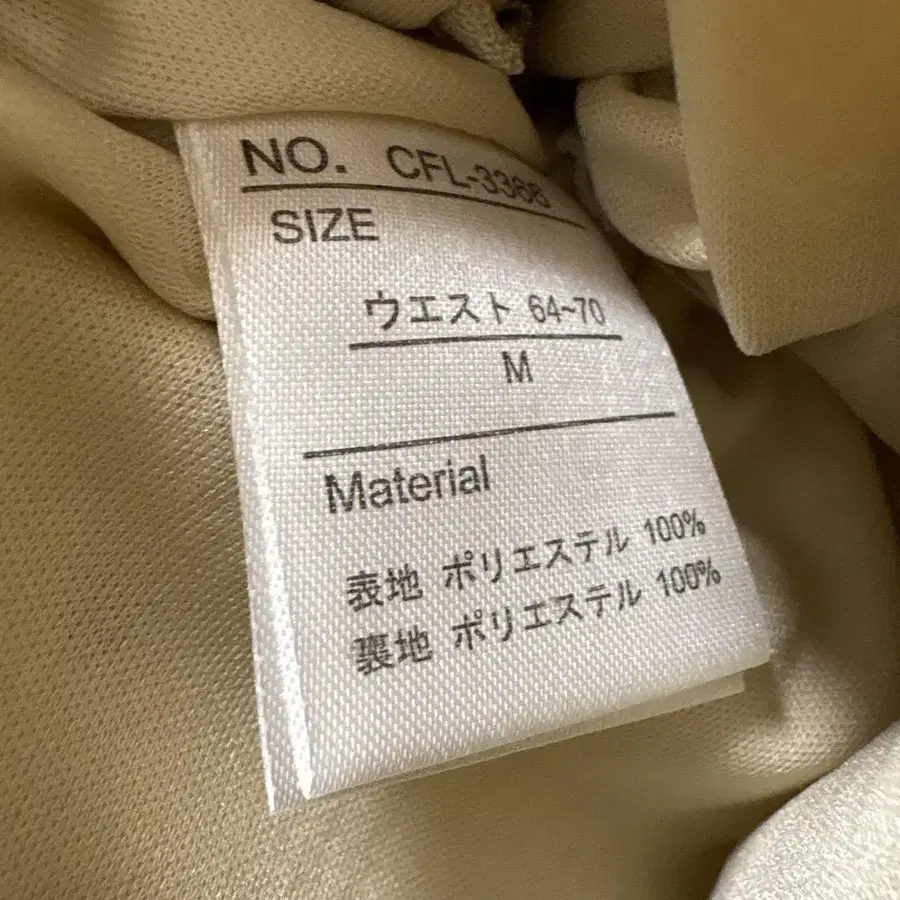 NO. CFL-3368
SIZE
ウエスト 64~70
M
Material
表地 ポリエステル 100%
裏地 ポリエステル 100%